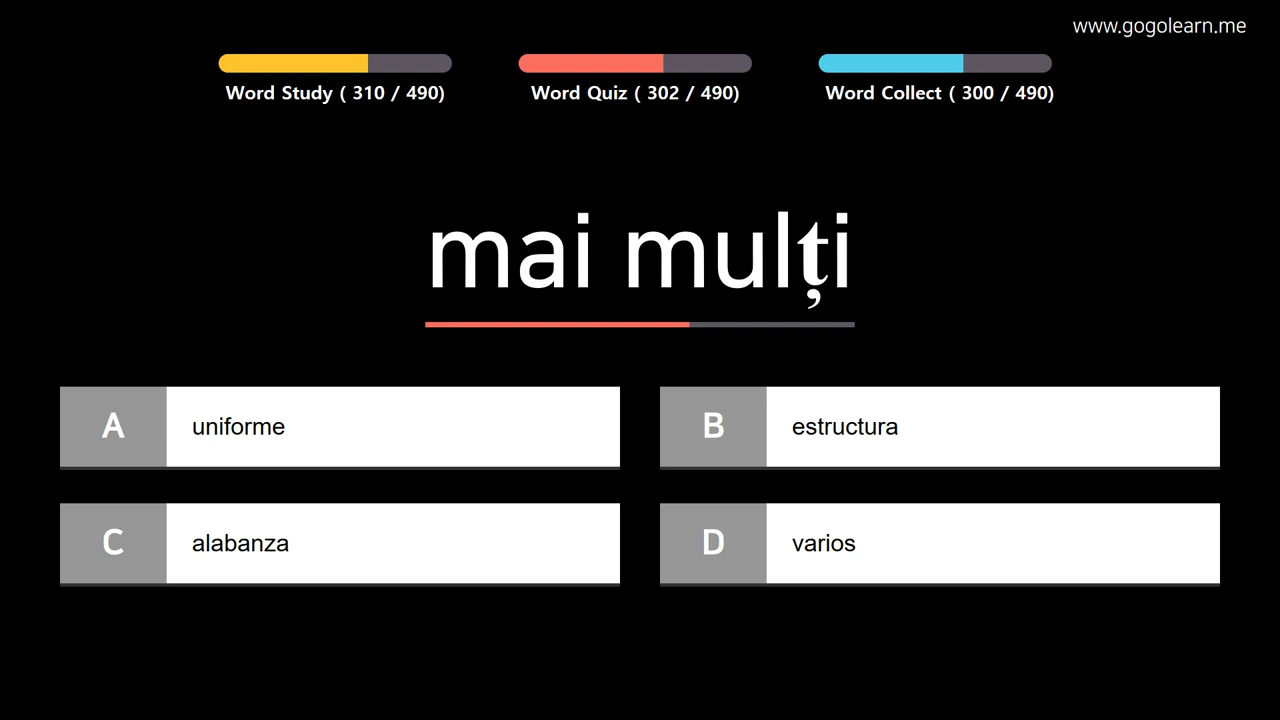 www.gogolearn.me
Word Study ( 310 / 490)
Word Quiz ( 302 / 490)
Word Collect ( 300 / 490)
mai mulți
A uniforme
B estructura
C alabanza
D varios